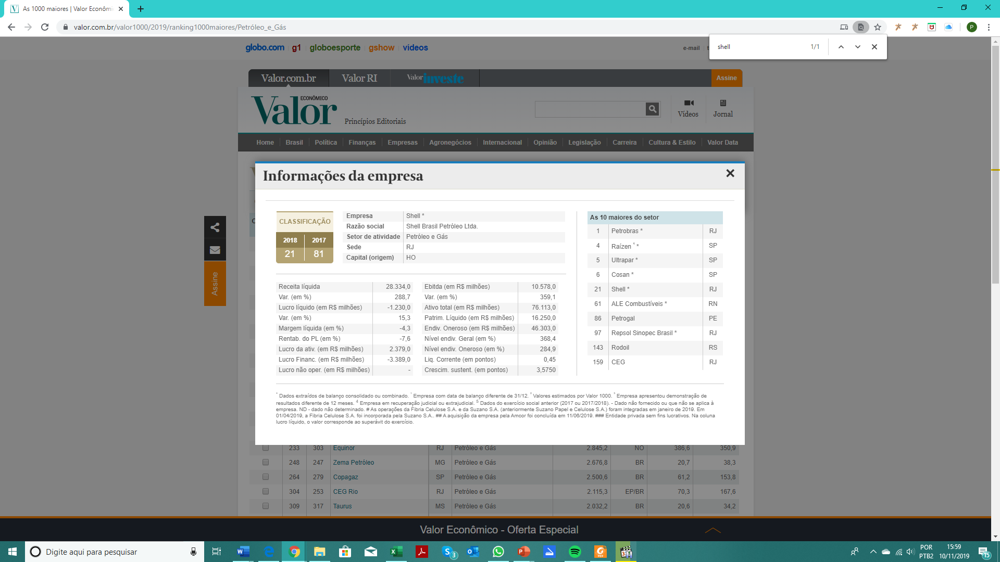 As 1000 maiores | Valor Econômi
valor.com.br/valor1000/2019/ranking1000maiores/Petróleo_e_Gás
P
shell 1/1
globo.com g1 globoesporte gshow vídeos e-mail
Valor.com.br Valor RI Valor investe Assine
Valor ECONÔMICO
Princípios Editoriais
Vídeos Jornal
Home Brasil Política Finanças Empresas Agronegócios Internacional Opinião Legislação Carreira Cultura & Estilo Valor Data
Assine
Informações da empresa
CLASSIFICAÇÃO
2018 2017
21 81
Empresa Shell *
Razão social Shell Brasil Petróleo Ltda.
Setor de atividade Petróleo e Gás
Sede RJ
Capital (origem) HO
Receita líquida 28.334,0
Var. (em %) 288,7
Lucro líquido (em R$ milhões) -1.230,0
Var. (em %) 15,3
Margem líquida (em %) -4,3
Rentab. do PL (em %) -7,6
Lucro da ativ. (em R$ milhões) 2.379,0
Lucro Financ. (em R$ milhões) -3.389,0
Lucro não oper. (em R$ milhões) -
Ebitda (em R$ milhões) 10.578,0
Var. (em %) 359,1
Ativo total (em R$ milhões) 76.113,0
Patrim. Líquido (em R$ milhões) 16.250,0
Endiv. Oneroso (em R$ milhões) 46.303,0
Nível endiv. Geral (em %) 368,4
Nível endiv. Oneroso (em %) 284,9
Liq. Corrente (em pontos) 0,45
Crescim. sustent. (em pontos) 3,5750
As 10 maiores do setor
1 Petrobras * RJ
4 Raízen ¹ * SP
5 Ultrapar * SP
6 Cosan * SP
21 Shell * RJ
61 ALE Combustíveis * RN
86 Petrogal PE
97 Repsol Sinopec Brasil * RJ
143 Rodoil RS
159 CEG RJ
* Dados extraídos de balanço consolidado ou combinado. ¹ Empresa com data de balanço diferente de 31/12. ² Valores estimados por Valor 1000. ³ Empresa apresentou demonstração de
resultados diferente de 12 meses. ⁴ Empresa em recuperação judicial ou extrajudicial. ⁵ Dados do exercício social anterior (2017 ou 2017/2018). - Dado não fornecido ou que não se aplica à
empresa. ND - dado não determinado. # As operações da Fibria Celulose S.A. e da Suzano S.A. (anteriormente Suzano Papel e Celulose S.A.) foram integradas em janeiro de 2019. Em
01/04/2019, a Fibria Celulose S.A. foi incorporada pela Suzano S.A.. ## A aquisição da empresa pela Amcor foi concluída em 11/06/2019. ### Entidade privada sem fins lucrativos. Na coluna
lucro líquido, o valor corresponde ao superávit do exercício.
233 303 Equinor RJ Petróleo e Gás 2.845,2 NO 386,6 350,9
248 247 Zema Petróleo MG Petróleo e Gás 2.676,8 BR 20,7 38,3
264 279 Copagaz SP Petróleo e Gás 2.500,6 BR 61,2 153,8
304 253 CEG Rio RJ Petróleo e Gás 2.115,3 EP/BR 70,3 167,6
309 317 Taurus MS Petróleo e Gás 2.032,2 BR 20,6 34,2
Valor Econômico - Oferta Especial
Digite aqui para pesquisar
3
POR
PTB2
15:59
10/11/2019
15